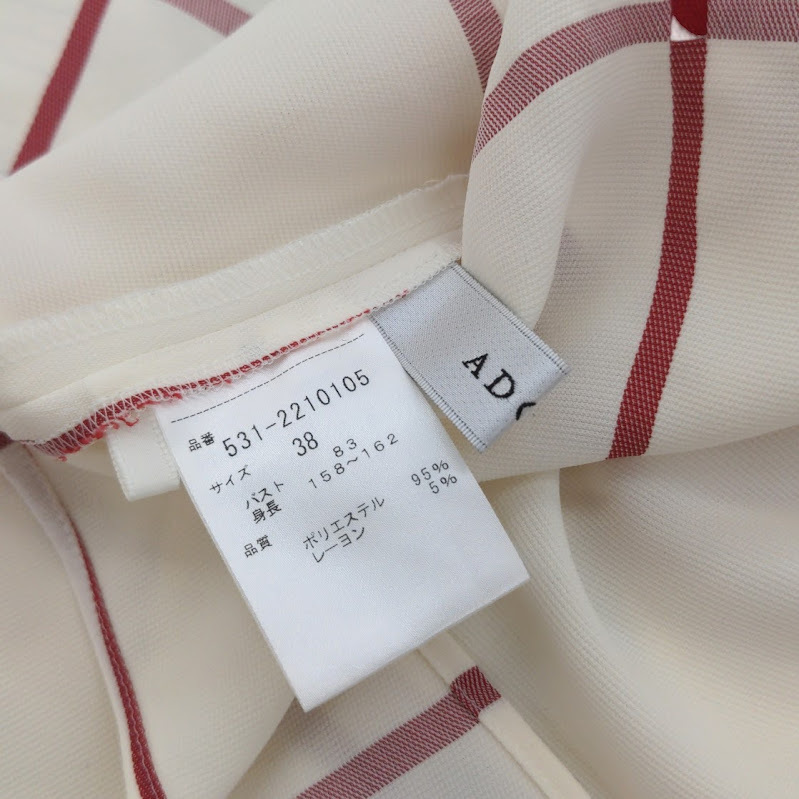 品番 531-2210105
サイズ 38
バスト 83
身長 158～162
品質 ポリエステル 95%
レーヨン 5%